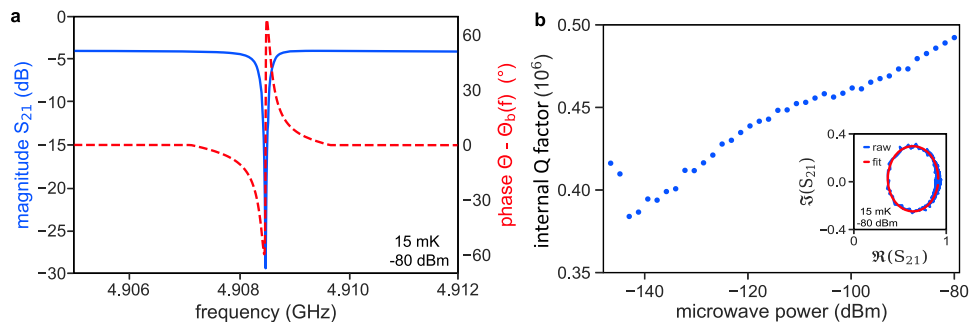 a
0
−5
−10
−15
−20
−25
−30
magnitude S₂₁ (dB)
60
30
0
−30
−60
phase Θ - Θb(f) (°)
15 mK
-80 dBm
4.906
4.908
4.910
4.912
frequency (GHz)
b
0.50
0.45
0.40
0.35
internal Q factor (10⁶)
−140
−120
−100
−80
microwave power (dBm)
0.4
0.0
−0.4
ℑ(S₂₁)
raw
fit
15 mK
-80 dBm
0
1
ℜ(S₂₁)